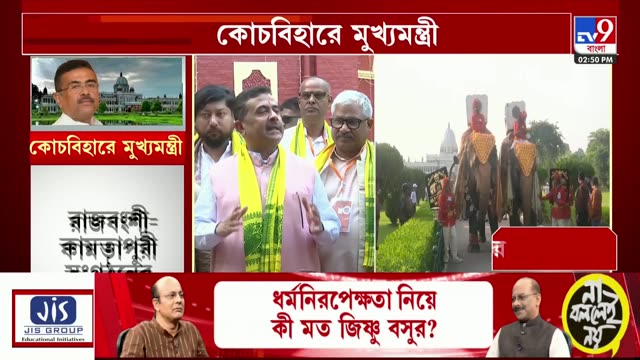 কোচবিহারে মুখ্যমন্ত্রী
TV9
বাংলা
02:50 PM
কোচবিহারে মুখ্যমন্ত্রী
রাজবংশী
কামতাপুরী
JIS
JIS GROUP
Educational Initiatives
ধর্মনিরপেক্ষতা নিয়ে
কী মত জিষ্ণু বসুর?
না
বললেই
নয়